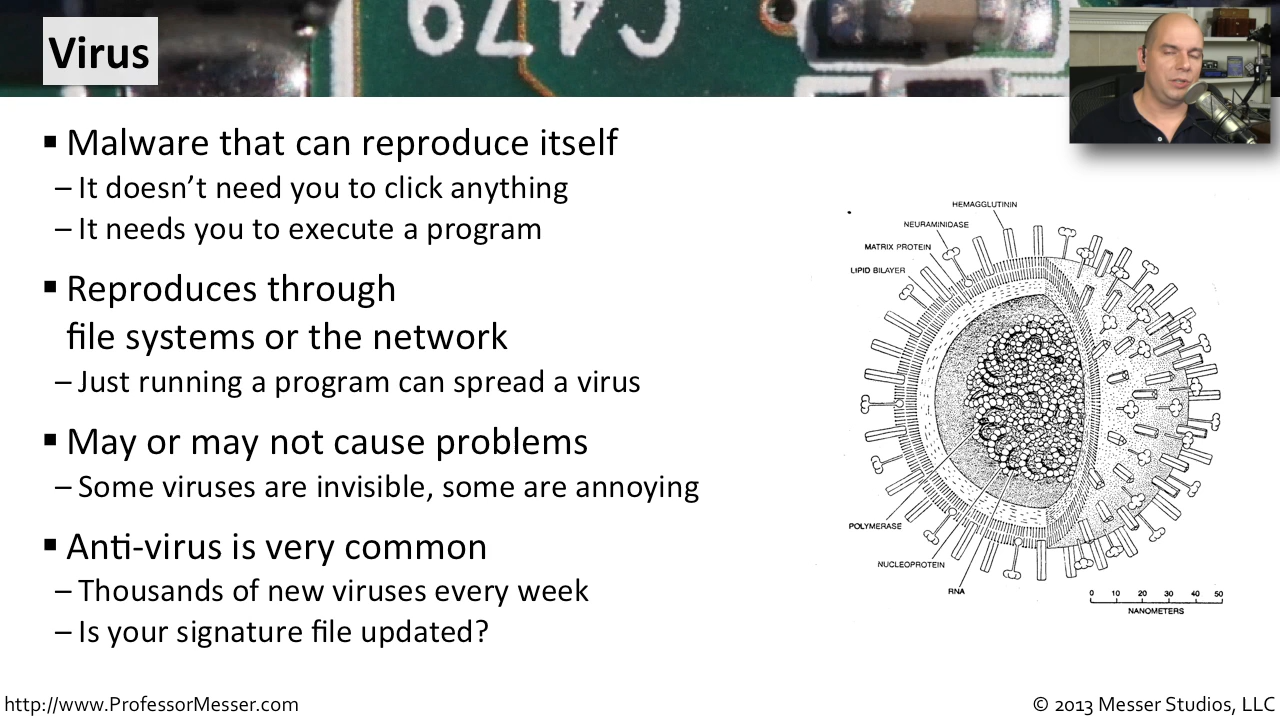 Virus
▪ Malware that can reproduce itself
– It doesn’t need you to click anything
– It needs you to execute a program
▪ Reproduces through
file systems or the network
– Just running a program can spread a virus
▪ May or may not cause problems
– Some viruses are invisible, some are annoying
▪ Anti-virus is very common
– Thousands of new viruses every week
– Is your signature file updated?
HEMAGGLUTININ
NEURAMINIDASE
MATRIX PROTEIN
LIPID BILAYER
POLYMERASE
NUCLEOPROTEIN
RNA
0 10 20 30 40 50
NANOMETERS
http://www.ProfessorMesser.com
© 2013 Messer Studios, LLC